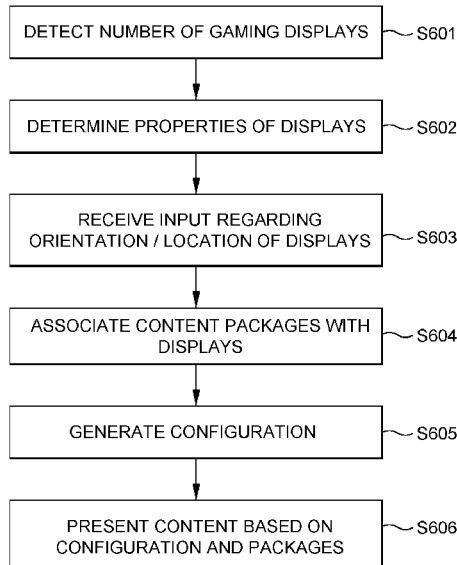 DETECT NUMBER OF GAMING DISPLAYS
S601
DETERMINE PROPERTIES OF DISPLAYS
S602
RECEIVE INPUT REGARDING
ORIENTATION / LOCATION OF DISPLAYS
S603
ASSOCIATE CONTENT PACKAGES WITH
DISPLAYS
S604
GENERATE CONFIGURATION
S605
PRESENT CONTENT BASED ON
CONFIGURATION AND PACKAGES
S606